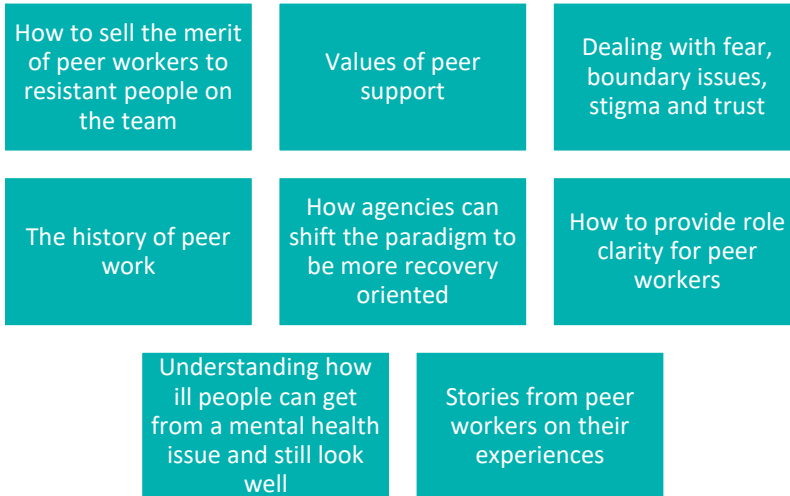 How to sell the merit
of peer workers to
resistant people on
the team
Values of peer
support
Dealing with fear,
boundary issues,
stigma and trust
The history of peer
work
How agencies can
shift the paradigm to
be more recovery
oriented
How to provide role
clarity for peer
workers
Understanding how
ill people can get
from a mental health
issue and still look
well
Stories from peer
workers on their
experiences